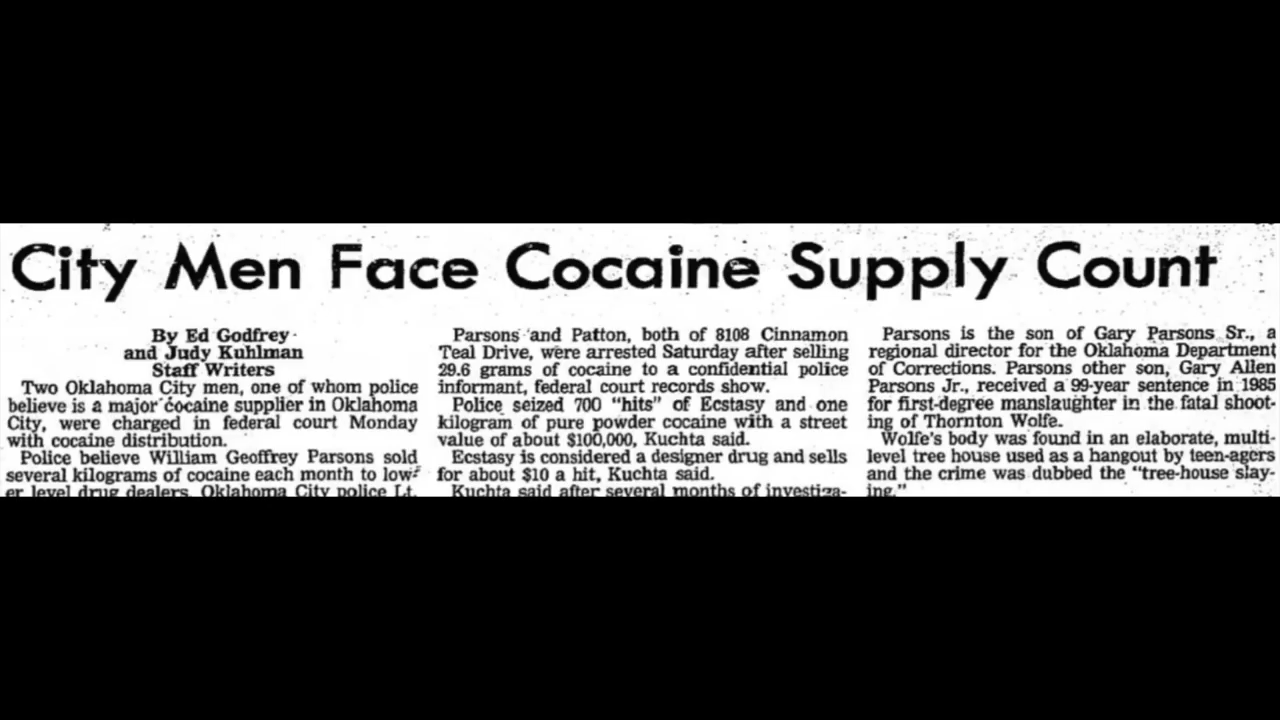 City Men Face Cocaine Supply Count
By Ed Godfrey
and Judy Kuhlman
Staff Writers
Two Oklahoma City men, one of whom police
believe is a major cocaine supplier in Oklahoma
City, were charged in federal court Monday
with cocaine distribution.
Police believe William Geoffrey Parsons sold
several kilograms of cocaine each month to low-
er level drug dealers, Oklahoma City police Lt.
Parsons and Patton, both of 8108 Cinnamon
Teal Drive, were arrested Saturday after selling
29.6 grams of cocaine to a confidential police
informant, federal court records show.
Police seized 700 "hits" of Ecstasy and one
kilogram of pure powder cocaine with a street
value of about $100,000, Kuchta said.
Ecstasy is considered a designer drug and sells
for about $10 a hit, Kuchta said.
Kuchta said after several months of investiga-
Parsons is the son of Gary Parsons Sr., a
regional director for the Oklahoma Department
of Corrections. Parsons other son, Gary Allen
Parsons Jr., received a 99-year sentence in 1985
for first-degree manslaughter in the fatal shoot-
ing of Thornton Wolfe.
Wolfe's body was found in an elaborate, multi-
level tree house used as a hangout by teen-agers
and the crime was dubbed the "tree-house slay-
ing."